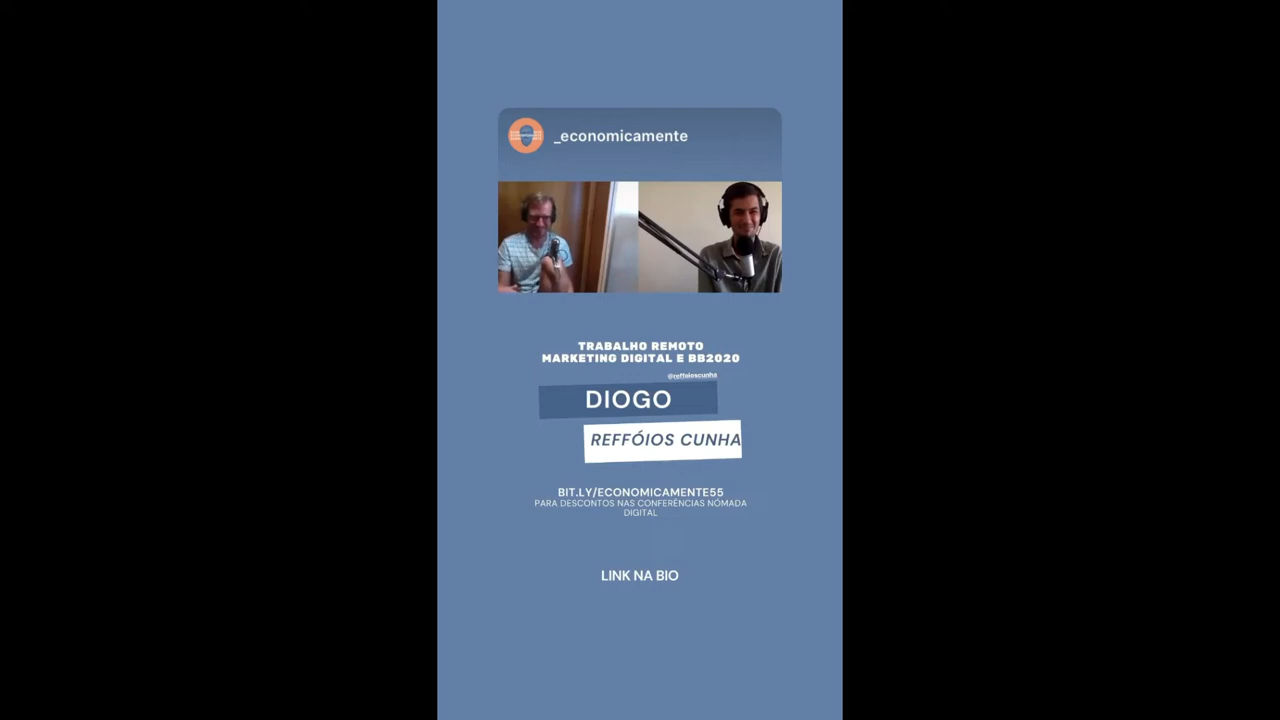 _economicamente
TRABALHO REMOTO
MARKETING DIGITAL E BB2020
@reffoioscunha
DIOGO
REFFÓIOS CUNHA
BIT.LY/ECONOMICAMENTE55
PARA DESCONTOS NAS CONFERÊNCIAS NÓMADA
DIGITAL
LINK NA BIO